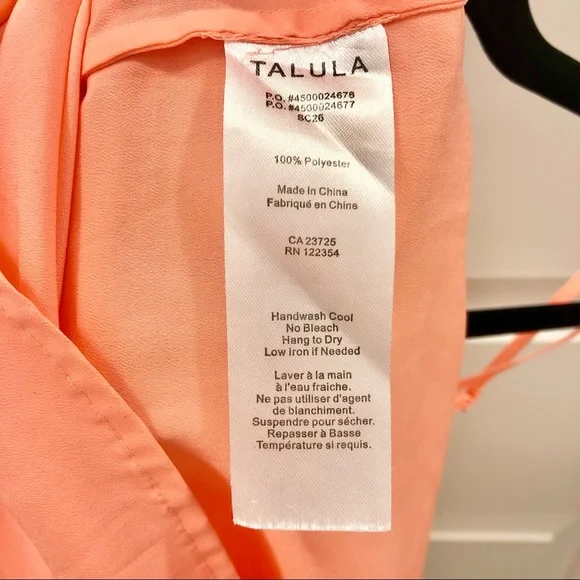 TALULA
P.O. #4500024676
P.O. #4500024677
SC26
100% Polyester
Made in China
Fabriqué en Chine
CA 23725
RN 122354
Handwash Cool
No Bleach
Hang to Dry
Low Iron if Needed
Laver à la main
à l'eau fraiche.
Ne pas utiliser d'agent
de blanchiment.
Suspendre pour sécher.
Repasser à Basse
Température si requis.